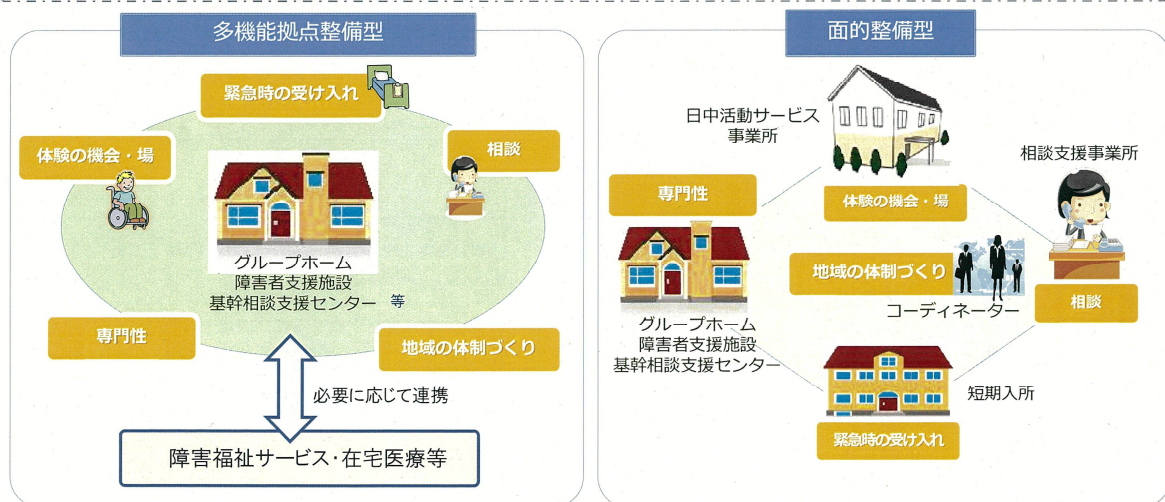 多機能拠点整備型
緊急時の受け入れ
体験の機会・場
相談
グループホーム
障害者支援施設
基幹相談支援センター 等
専門性
地域の体制づくり
必要に応じて連携
障害福祉サービス・在宅医療等
面的整備型
日中活動サービス
事業所
相談支援事業所
専門性
体験の機会・場
地域の体制づくり
コーディネーター
相談
グループホーム
障害者支援施設
基幹相談支援センター
短期入所
緊急時の受け入れ